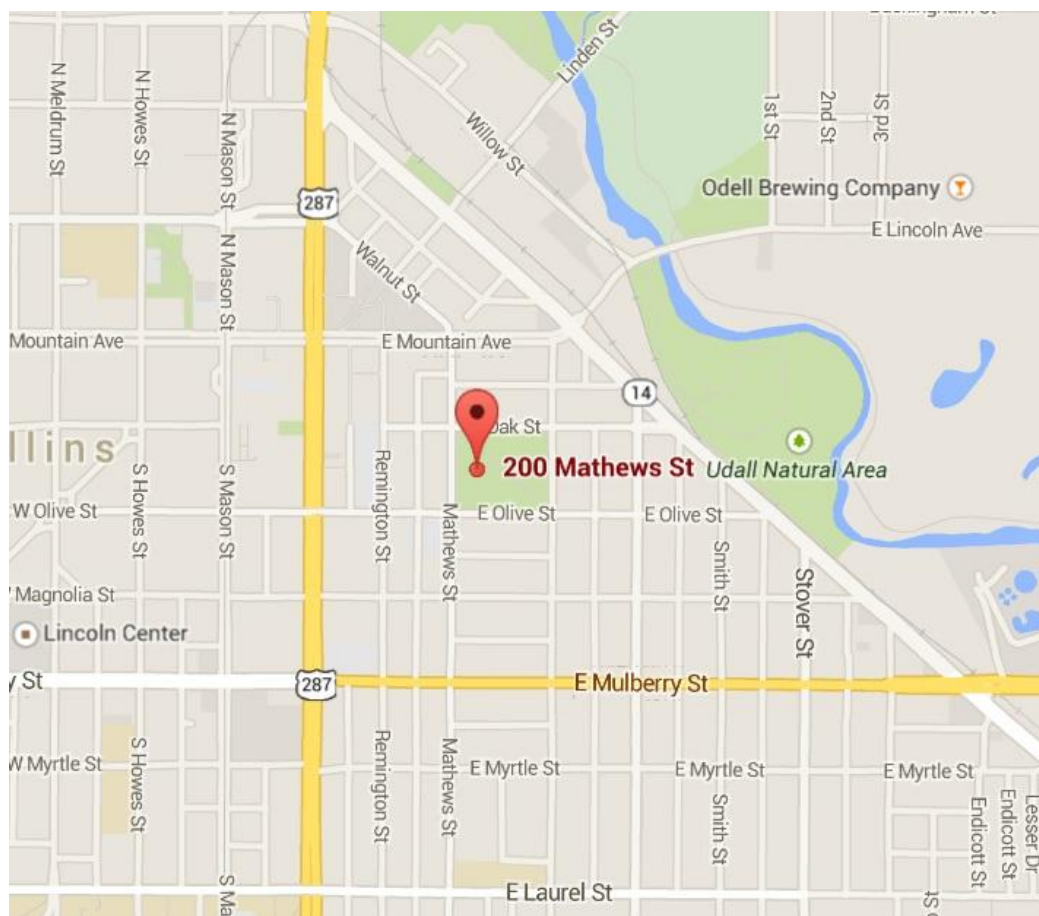 Linden St
N Meldrum St
N Howes St
N Mason St
Willow St
1st St
2nd St
3rd St
287
Odell Brewing Company
E Lincoln Ave
N Mason St
Walnut St
Mountain Ave
E Mountain Ave
14
Oak St
llins
200 Mathews St
Udall Natural Area
S Howes St
S Mason St
Remington St
Mathews St
W Olive St
E Olive St
E Olive St
Smith St
Stover St
Magnolia St
Lincoln Center
y St
287
E Mulberry St
W Myrtle St
S Howes St
Remington St
Mathews St
E Myrtle St
E Myrtle St
E Myrtle St
Smith St
Endicott St
Endicott St
Lesser Dr
S Ma
E Laurel St
St